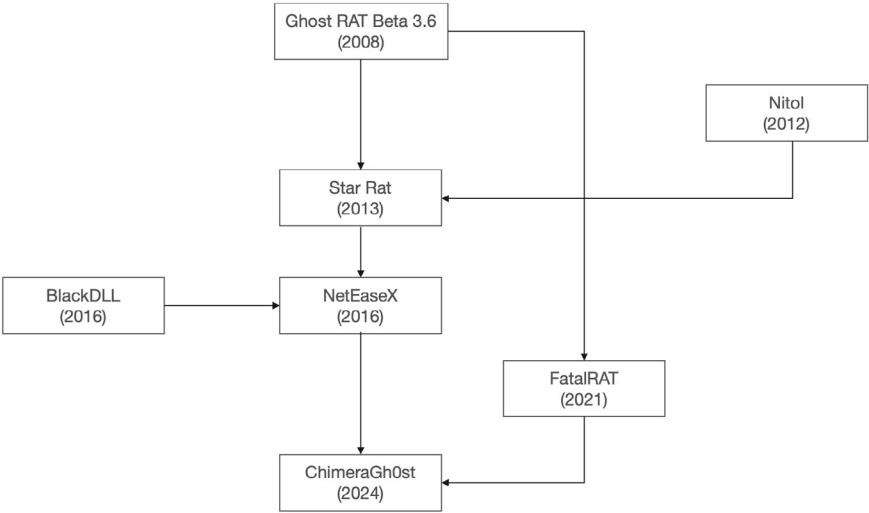 Ghost RAT Beta 3.6
(2008)
Nitol
(2012)
Star Rat
(2013)
BlackDLL
(2016)
NetEaseX
(2016)
FatalRAT
(2021)
ChimeraGh0st
(2024)